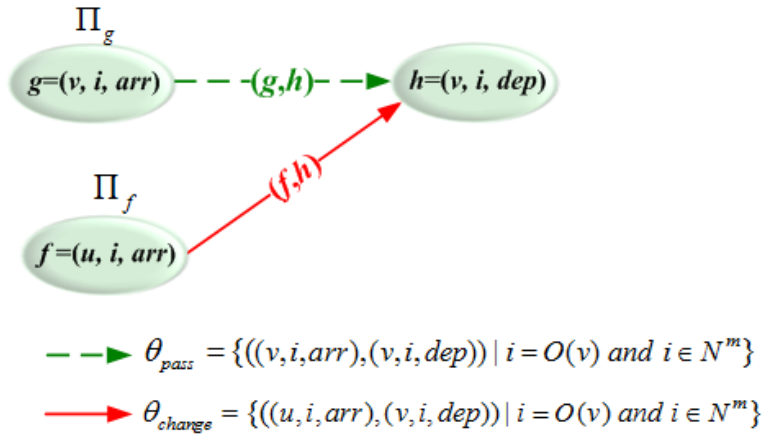 Π_g
g=(v, i, arr) (g,h) h=(v, i, dep)
(f,h)
Π_f
f=(u, i, arr)
θ_pass = {((v,i,arr),(v,i,dep)) | i = O(v) and i ∈ N^m}
θ_change = {((u,i,arr),(v,i,dep)) | i = O(v) and i ∈ N^m}